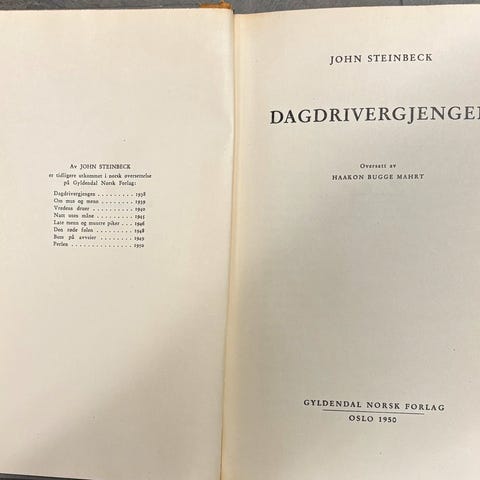 Av JOHN STEINBECK
er tidligere utkommet i norsk oversettelse
på Gyldendal Norsk Forlag:
Dagdrivergjengen . . . . . . . . . 1938
Om mus og menn . . . . . . . . . 1939
Vredens druer . . . . . . . . . . . 1940
Natt uten måne . . . . . . . . . . 1945
Late menn og muntre piker . . . 1946
Den røde folen . . . . . . . . . . . 1948
Buss på avveier . . . . . . . . . . 1949
Perlen . . . . . . . . . . . . . . . . 1950
JOHN STEINBECK
DAGDRIVERGJENGE
Oversatt av
HAAKON BUGGE MAHRT
GYLDENDAL NORSK FORLAG
OSLO 1950